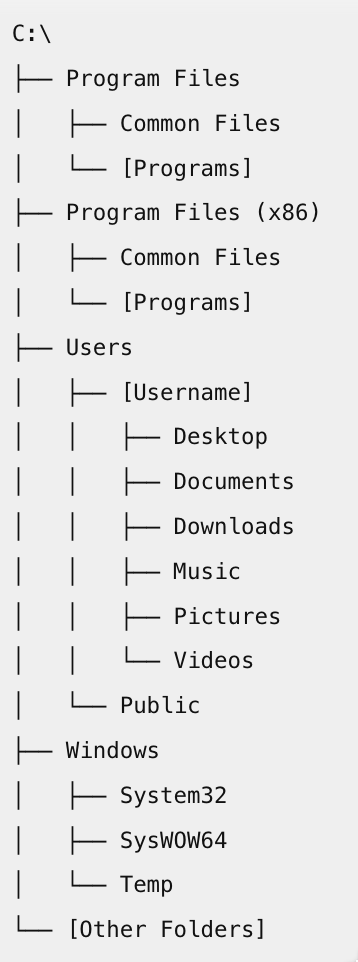 C:\
├── Program Files
│   ├── Common Files
│   └── [Programs]
├── Program Files (x86)
│   ├── Common Files
│   └── [Programs]
├── Users
│   ├── [Username]
│   │   ├── Desktop
│   │   ├── Documents
│   │   ├── Downloads
│   │   ├── Music
│   │   ├── Pictures
│   │   └── Videos
│   └── Public
├── Windows
│   ├── System32
│   ├── SysWOW64
│   └── Temp
└── [Other Folders]